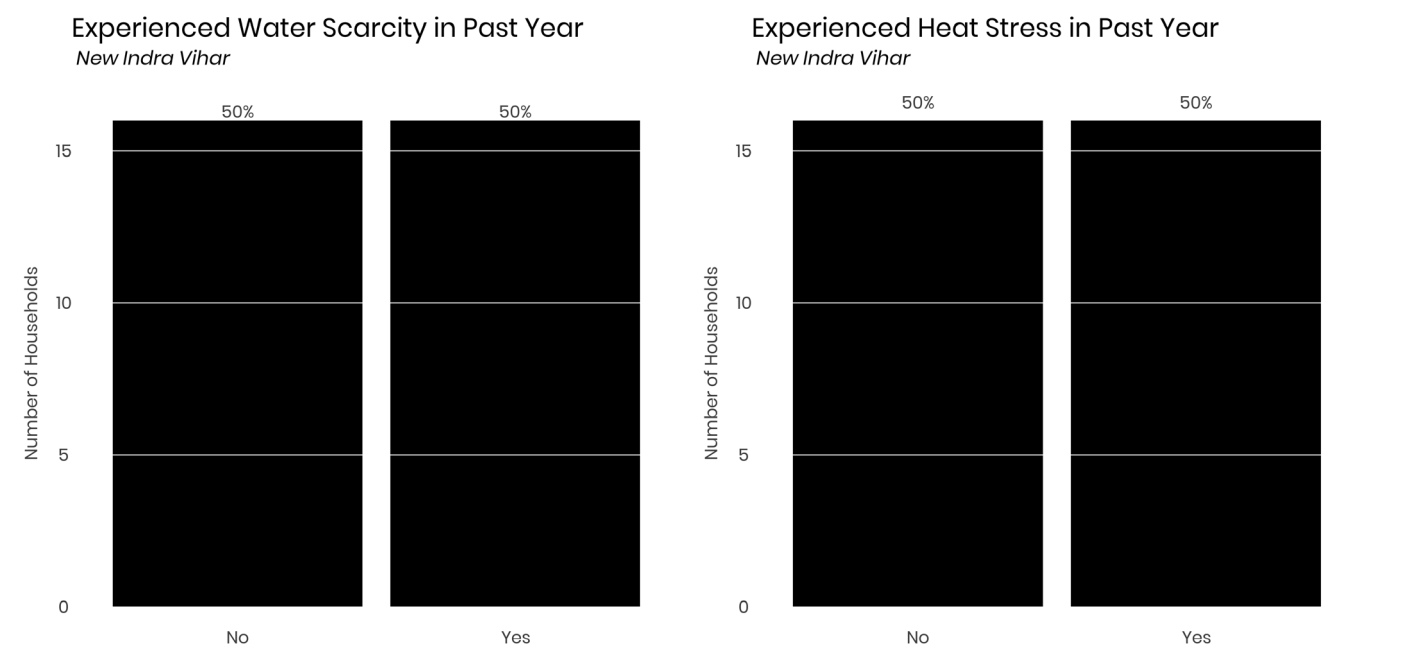 Experienced Water Scarcity in Past Year
New Indra Vihar
50%
50%
15
10
5
0
Number of Households
No
Yes
Experienced Heat Stress in Past Year
New Indra Vihar
50%
50%
15
10
5
0
Number of Households
No
Yes